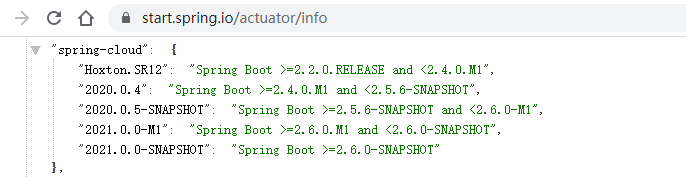 start.spring.io/actuator/info
"spring-cloud": {
"Hoxton.SR12": "Spring Boot >=2.2.0.RELEASE and <2.4.0.M1",
"2020.0.4": "Spring Boot >=2.4.0.M1 and <2.5.6-SNAPSHOT",
"2020.0.5-SNAPSHOT": "Spring Boot >=2.5.6-SNAPSHOT and <2.6.0-M1",
"2021.0.0-M1": "Spring Boot >=2.6.0.M1 and <2.6.0-SNAPSHOT",
"2021.0.0-SNAPSHOT": "Spring Boot >=2.6.0-SNAPSHOT"
},